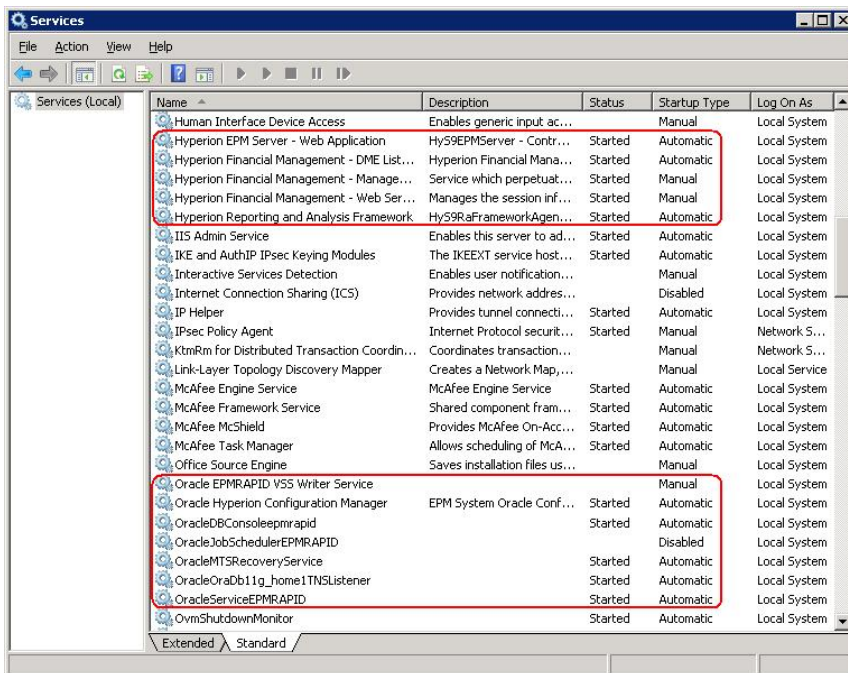 Services
File Action View Help
Services (Local)
Name Description Status Startup Type Log On As
Human Interface Device Access Enables generic input ac... Manual Local System
Hyperion EPM Server - Web Application HyS9EPMServer - Contr... Started Automatic Local System
Hyperion Financial Management - DME List... Hyperion Financial Mana... Started Automatic Local System
Hyperion Financial Management - Manage... Service which perpetuat... Started Manual Local System
Hyperion Financial Management - Web Ser... Manages the session inf... Started Manual Local System
Hyperion Reporting and Analysis Framework HyS9RaFrameworkAgen... Started Automatic Local System
IIS Admin Service Enables this server to ad... Started Automatic Local System
IKE and AuthIP IPsec Keying Modules The IKEEXT service host... Started Automatic Local System
Interactive Services Detection Enables user notification... Manual Local System
Internet Connection Sharing (ICS) Provides network addres... Disabled Local System
IP Helper Provides tunnel connecti... Started Automatic Local System
IPsec Policy Agent Internet Protocol securit... Started Manual Network S...
KtmRm for Distributed Transaction Coordin... Coordinates transaction... Manual Network S...
Link-Layer Topology Discovery Mapper Creates a Network Map,... Manual Local Service
McAfee Engine Service McAfee Engine Service Started Automatic Local System
McAfee Framework Service Shared component fram... Started Automatic Local System
McAfee McShield Provides McAfee On-Acc... Started Automatic Local System
McAfee Task Manager Allows scheduling of McA... Started Automatic Local System
Office Source Engine Saves installation files us... Manual Local System
Oracle EPMRAPID VSS Writer Service Manual Local System
Oracle Hyperion Configuration Manager EPM System Oracle Conf... Started Automatic Local System
OracleDBConsoleepmrapid Started Automatic Local System
OracleJobSchedulerEPMRAPID Disabled Local System
OracleMTSRecoveryService Started Automatic Local System
OracleOraDb11g_home1TNSListener Started Automatic Local System
OracleServiceEPMRAPID Started Automatic Local System
OvmShutdownMonitor Started Automatic Local System
Extended Standard